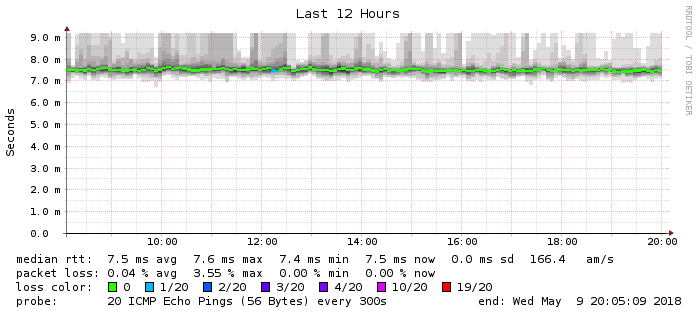 Last 12 Hours
RRDTOOL / TOBI OETIKER
Seconds
9.0 m
8.0 m
7.0 m
6.0 m
5.0 m
4.0 m
3.0 m
2.0 m
1.0 m
0.0
10:00 12:00 14:00 16:00 18:00 20:00
median rtt: 7.5 ms avg 7.6 ms max 7.4 ms min 7.5 ms now 0.0 ms sd 166.4 am/s
packet loss: 0.04 % avg 3.55 % max 0.00 % min 0.00 % now
loss color: 0 1/20 2/20 3/20 4/20 10/20 19/20
probe: 20 ICMP Echo Pings (56 Bytes) every 300s end: Wed May 9 20:05:09 2018